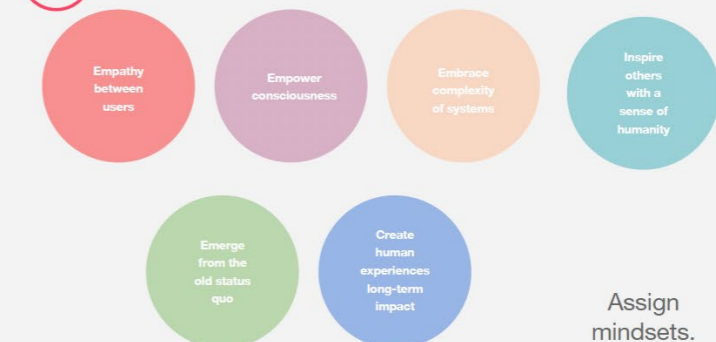 Empathy
between
users
Empower
consciousness
Embrace
complexity
of systems
Inspire
others
with a
sense of
humanity
Emerge
from the
old status
quo
Create
human
experiences
long-term
impact
Assign
mindsets.